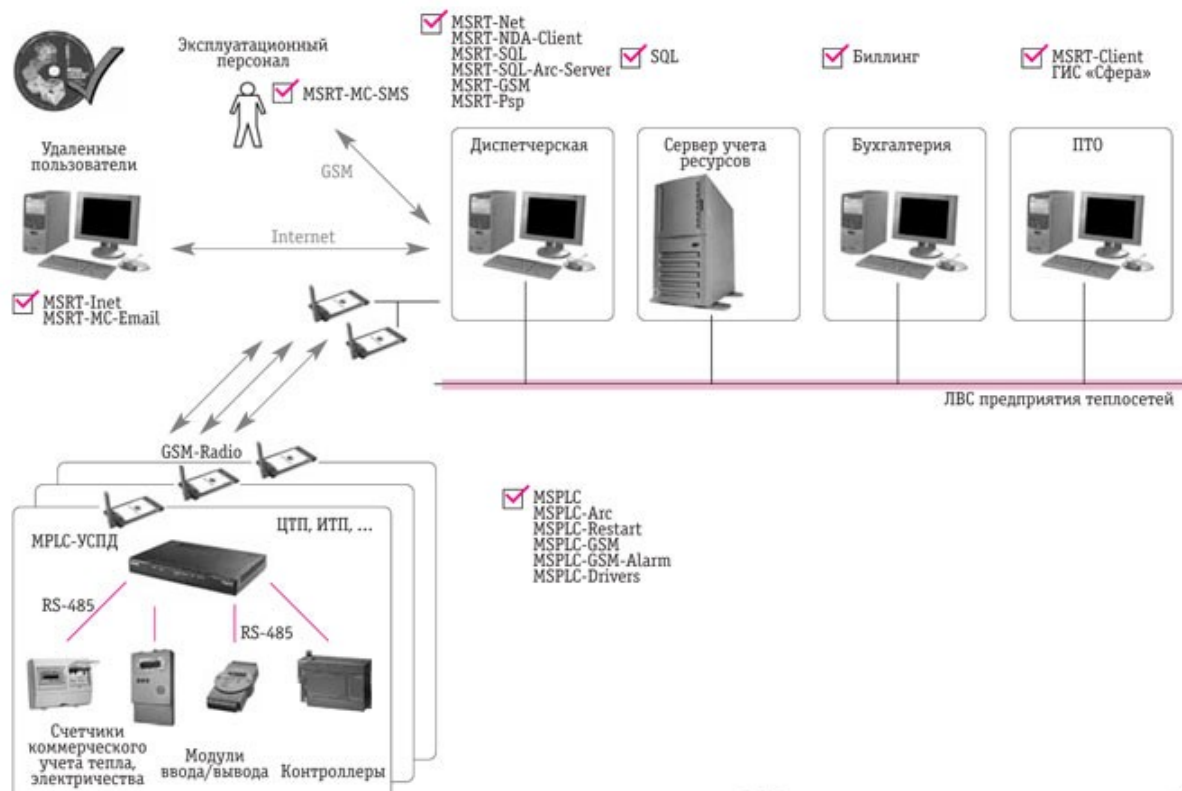 Эксплуатационный
персонал
MSRT-MC-SMS
MSRT-Net
MSRT-NDA-Client
MSRT-SQL
MSRT-SQL-Arc-Server
MSRT-GSM
MSRT-Psp
SQL
Биллинг
MSRT-Client
ГИС «Сфера»
Удаленные
пользователи
GSM
Internet
MSRT-Inet
MSRT-MC-Email
Диспетчерская
Сервер учета
ресурсов
Бухгалтерия
ПТО
ЛВС предприятия теплосетей
GSM-Radio
ЦТП, ИТП, ...
MPLC-УСПД
RS-485
RS-485
Счетчики
коммерческого
учета тепла,
электричества
Модули
ввода/вывода
Контроллеры
MSPLC
MSPLC-Arc
MSPLC-Restart
MSPLC-GSM
MSPLC-GSM-Alarm
MSPLC-Drivers